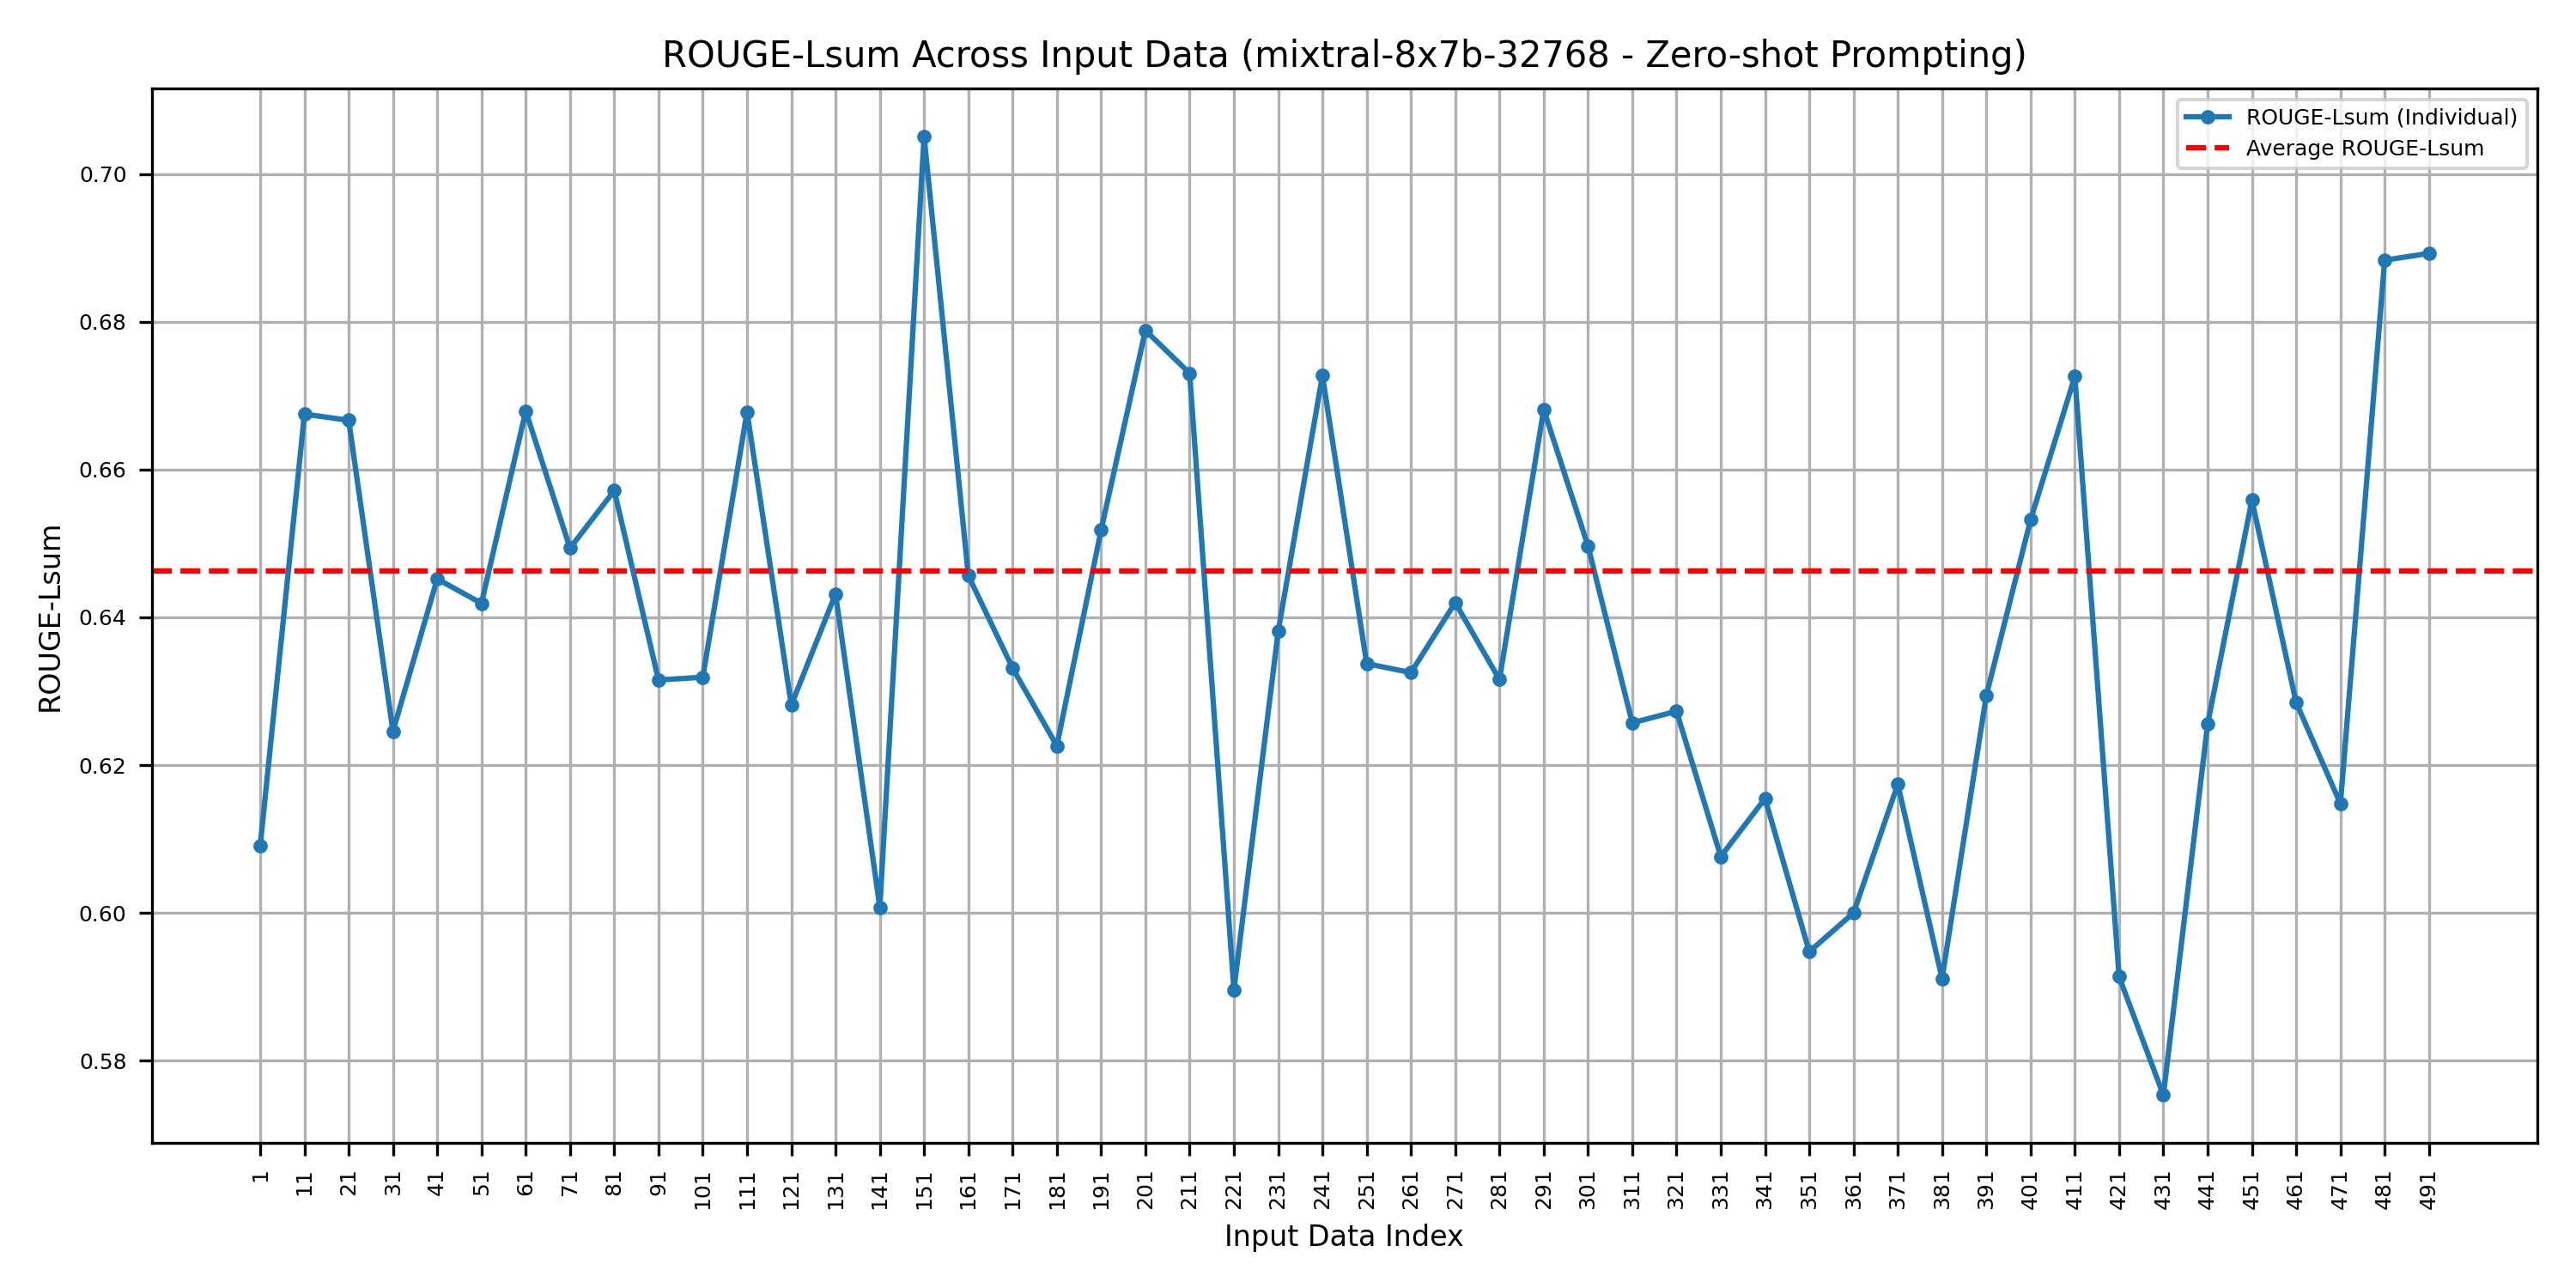 ROUGE-Lsum Across Input Data (mixtral-8x7b-32768 - Zero-shot Prompting)
ROUGE-Lsum (Individual)
Average ROUGE-Lsum
ROUGE-Lsum
0.70
0.68
0.66
0.64
0.62
0.60
0.58
1 11 21 31 41 51 61 71 81 91 101 111 121 131 141 151 161 171 181 191 201 211 221 231 241 251 261 271 281 291 301 311 321 331 341 351 361 371 381 391 401 411 421 431 441 451 461 471 481 491
Input Data Index